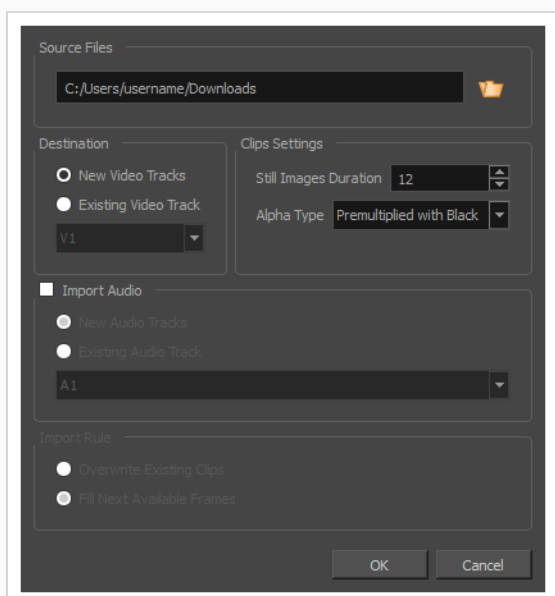 Source Files
C:/Users/username/Downloads
Destination
New Video Tracks
Existing Video Track
V1
Clips Settings
Still Images Duration 12
Alpha Type Premultiplied with Black
Import Audio
New Audio Tracks
Existing Audio Track
A1
Import Rule
Overwrite Existing Clips
Fill Next Available Frames
OK Cancel